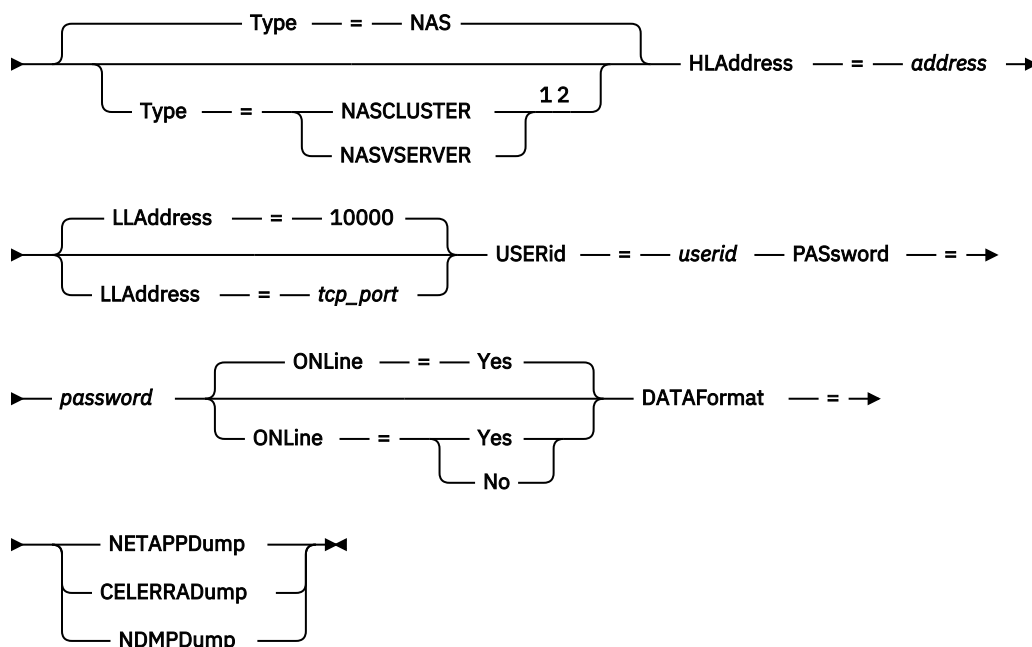 Type = NAS
HLAddress = address
Type = NASCLUSTER 1 2
NASVSERVER
LLAddress = 10000
USERid = userid PASsword =
LLAddress = tcp_port
ONLine = Yes
password DATAFormat =
ONLine = Yes
No
NETAPPDump
CELERRADump
NDMPDump